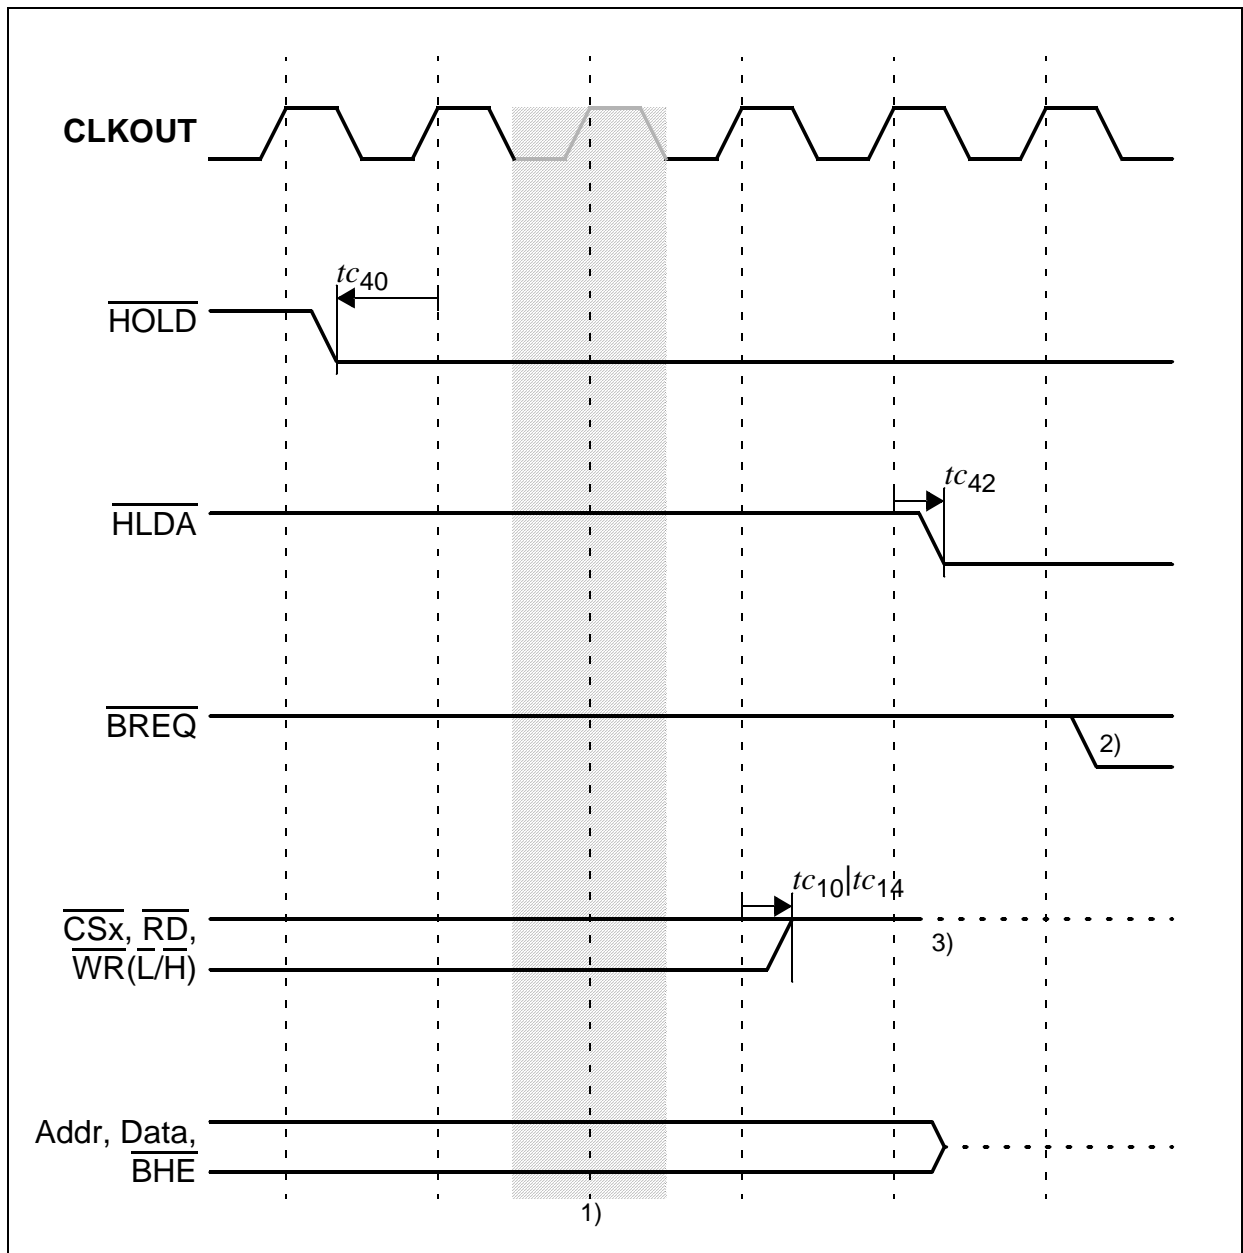 CLKOUT
tc40
HOLD
tc42
HLDA
BREQ
2)
tc10|tc14
CSx, RD,
WR(L/H)
3)
Addr, Data,
BHE
1)